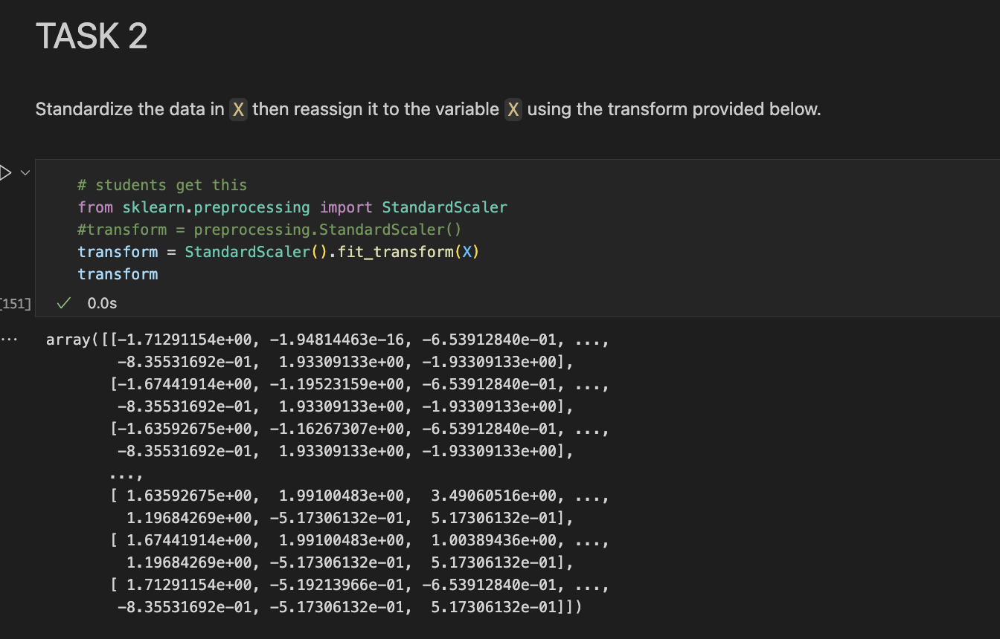 TASK 2
Standardize the data in X then reassign it to the variable X using the transform provided below.
# students get this
from sklearn.preprocessing import StandardScaler
#transform = preprocessing.StandardScaler()
transform = StandardScaler().fit_transform(X)
transform
[151]
0.0s
...
array([[-1.71291154e+00, -1.94814463e-16, -6.53912840e-01, ...,
        -8.35531692e-01,  1.93309133e+00, -1.93309133e+00],
       [-1.67441914e+00, -1.19523159e+00, -6.53912840e-01, ...,
        -8.35531692e-01,  1.93309133e+00, -1.93309133e+00],
       [-1.63592675e+00, -1.16267307e+00, -6.53912840e-01, ...,
        -8.35531692e-01,  1.93309133e+00, -1.93309133e+00],
       ...,
       [ 1.63592675e+00,  1.99100483e+00,  3.49060516e+00, ...,
         1.19684269e+00, -5.17306132e-01,  5.17306132e-01],
       [ 1.67441914e+00,  1.99100483e+00,  1.00389436e+00, ...,
         1.19684269e+00, -5.17306132e-01,  5.17306132e-01],
       [ 1.71291154e+00, -5.19213966e-01, -6.53912840e-01, ...,
        -8.35531692e-01, -5.17306132e-01,  5.17306132e-01]])